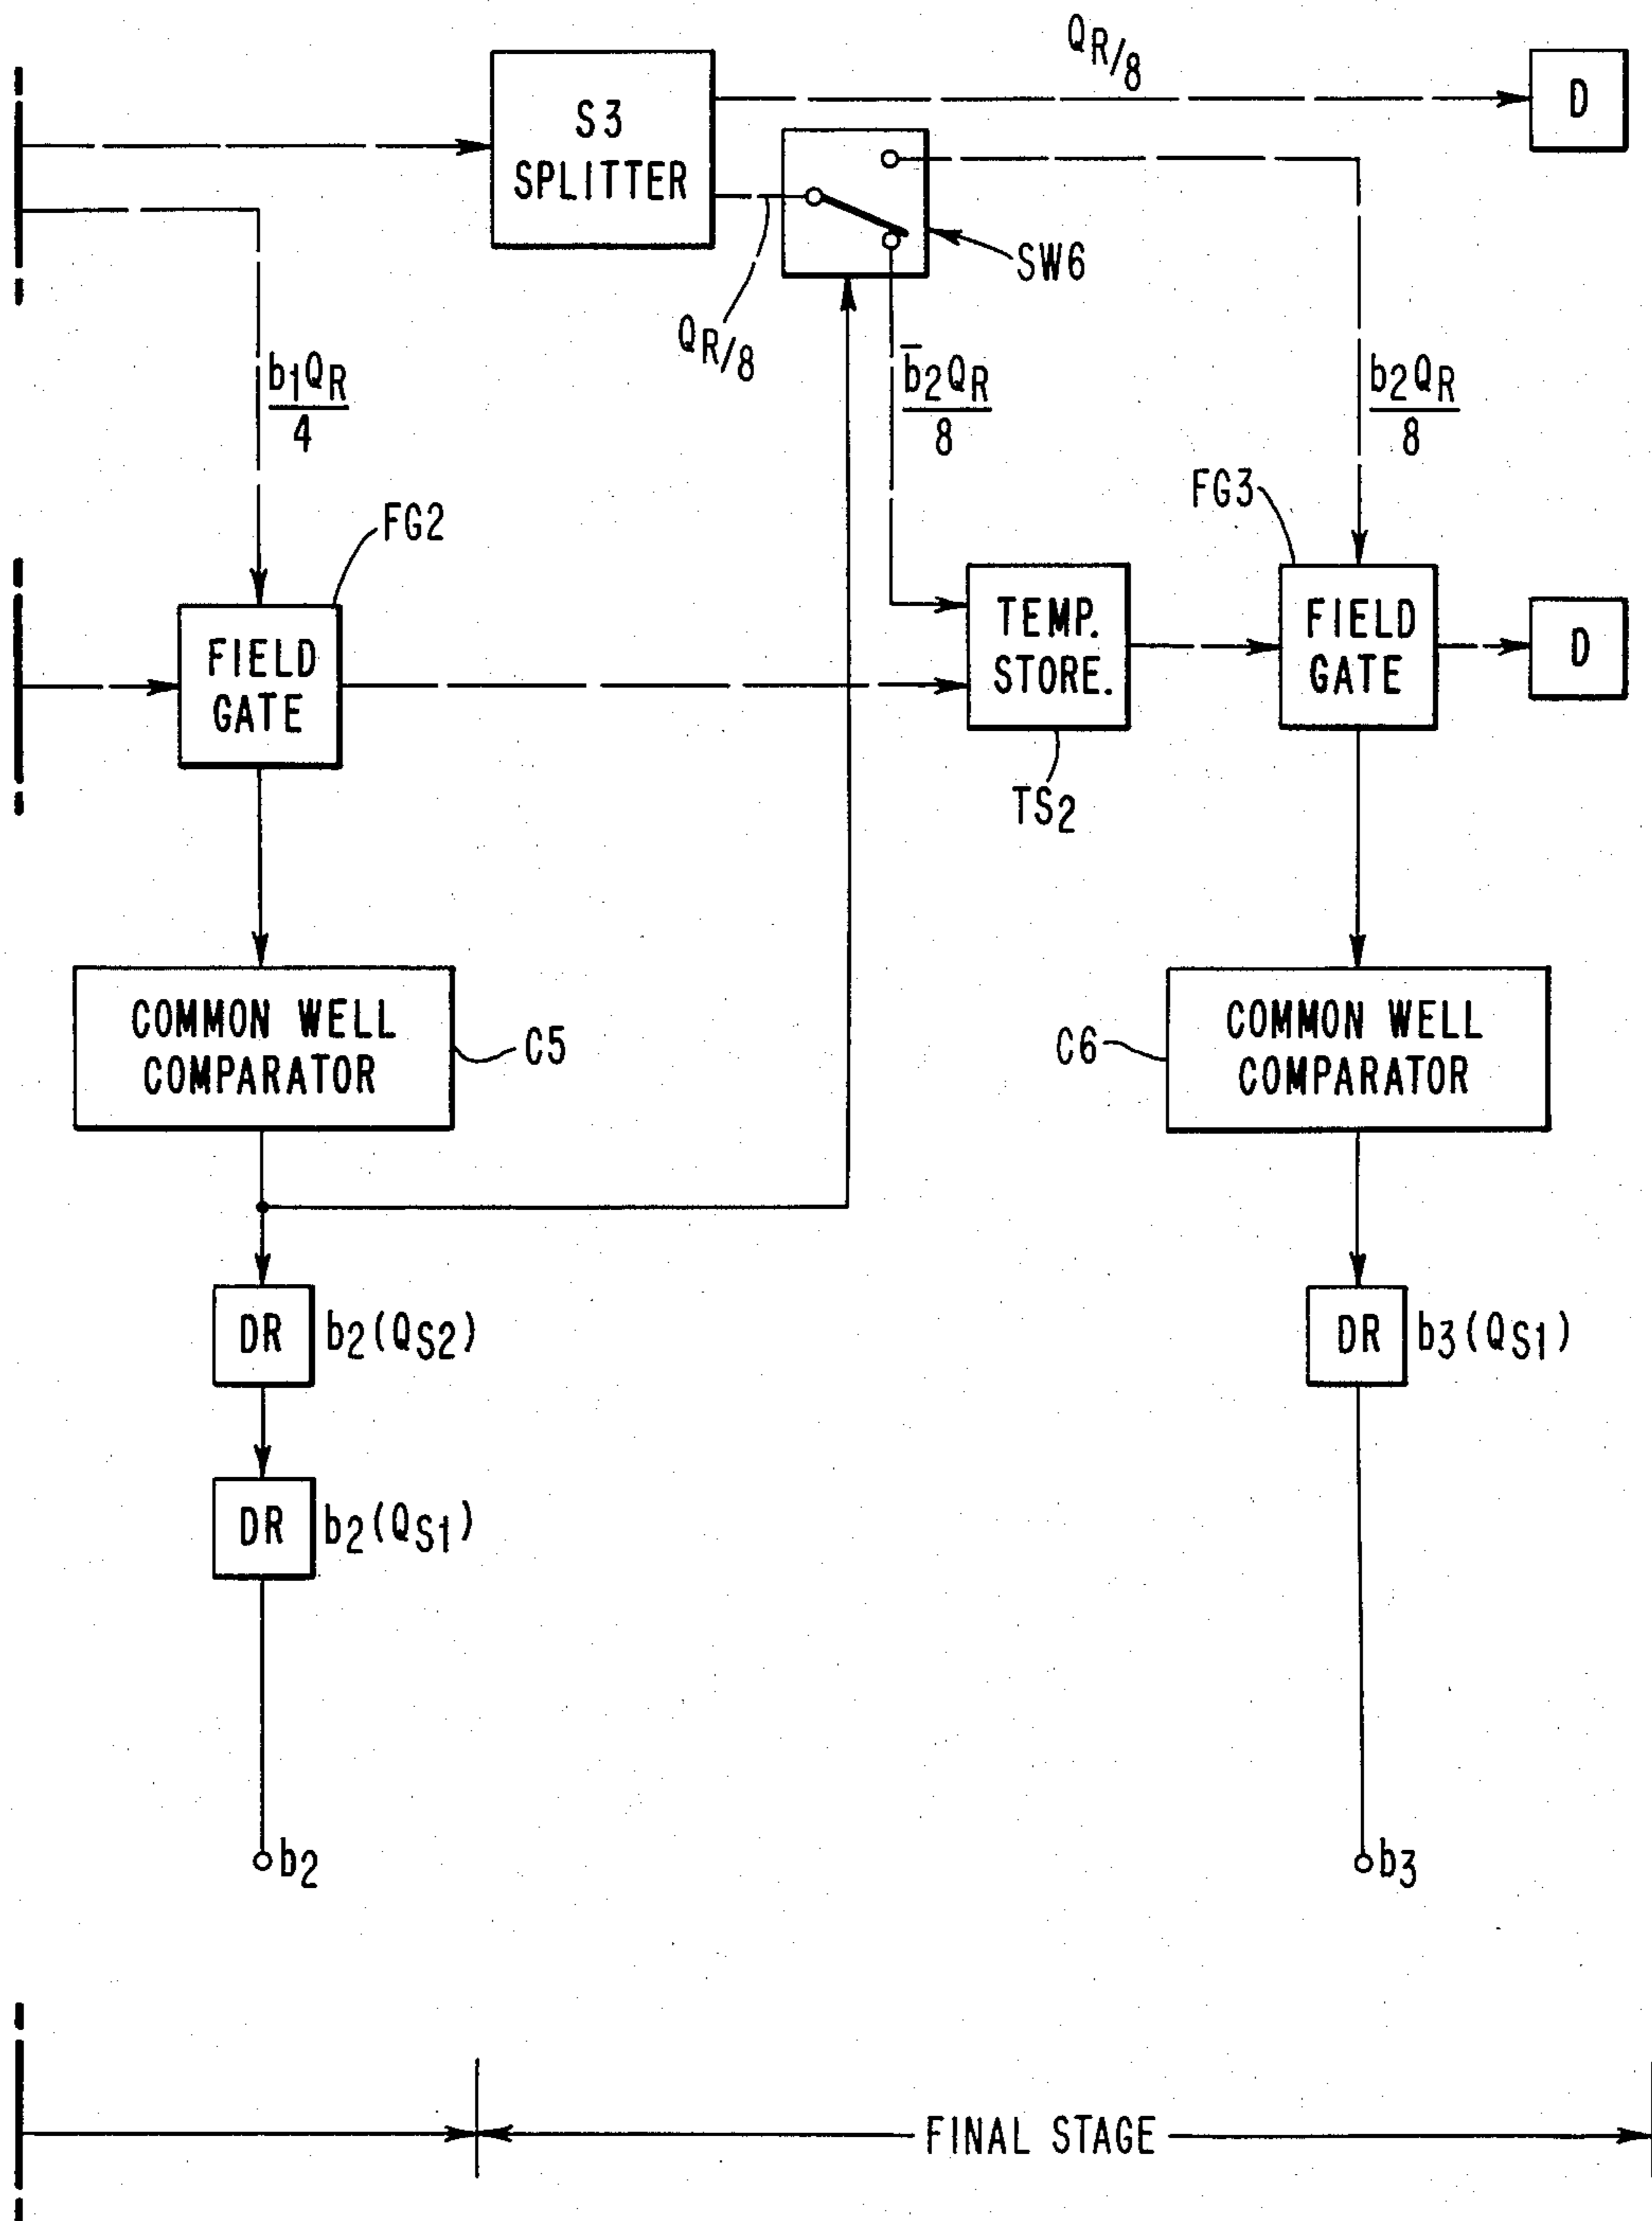 QR/8
S3
SPLITTER
D
SW6
QR/8
b1QR
4
b̅2QR
8
b2QR
8
FG2
FG3
FIELD
GATE
TEMP.
STORE.
FIELD
GATE
D
TS2
COMMON WELL
COMPARATOR
C5
C6
COMMON WELL
COMPARATOR
DR
b2(QS2)
DR
b3(QS1)
DR
b2(QS1)
b2
b3
FINAL STAGE